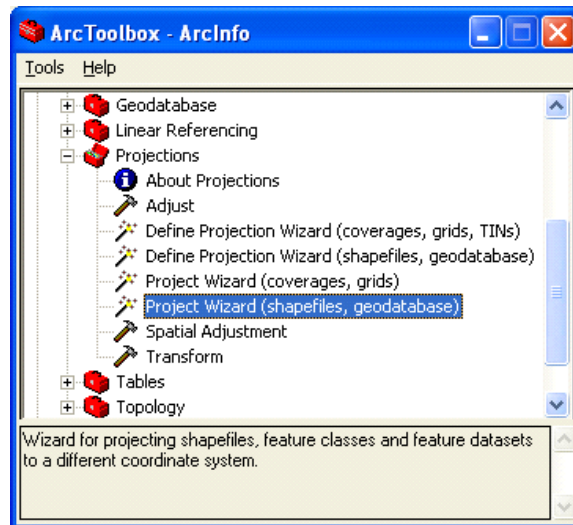 ArcToolbox - ArcInfo
Tools Help
Geodatabase
Linear Referencing
Projections
About Projections
Adjust
Define Projection Wizard (coverages, grids, TINs)
Define Projection Wizard (shapefiles, geodatabase)
Project Wizard (coverages, grids)
Project Wizard (shapefiles, geodatabase)
Spatial Adjustment
Transform
Tables
Topology
Wizard for projecting shapefiles, feature classes and feature datasets
to a different coordinate system.